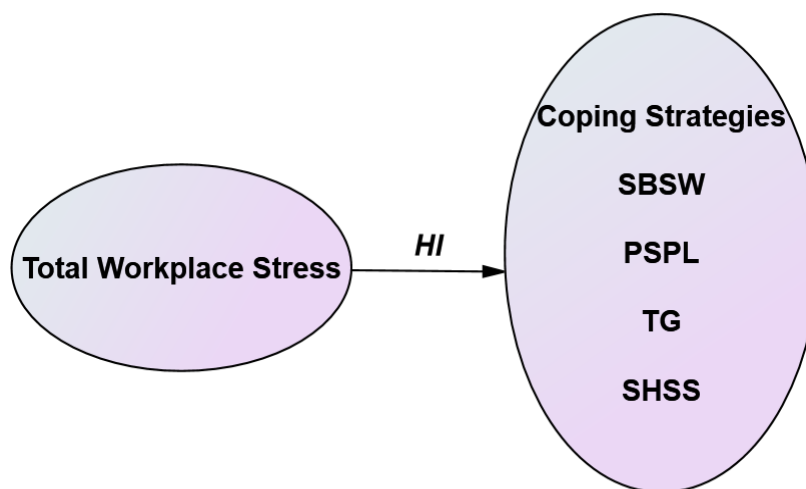 Total Workplace Stress
HI
Coping Strategies
SBSW
PSPL
TG
SHSS